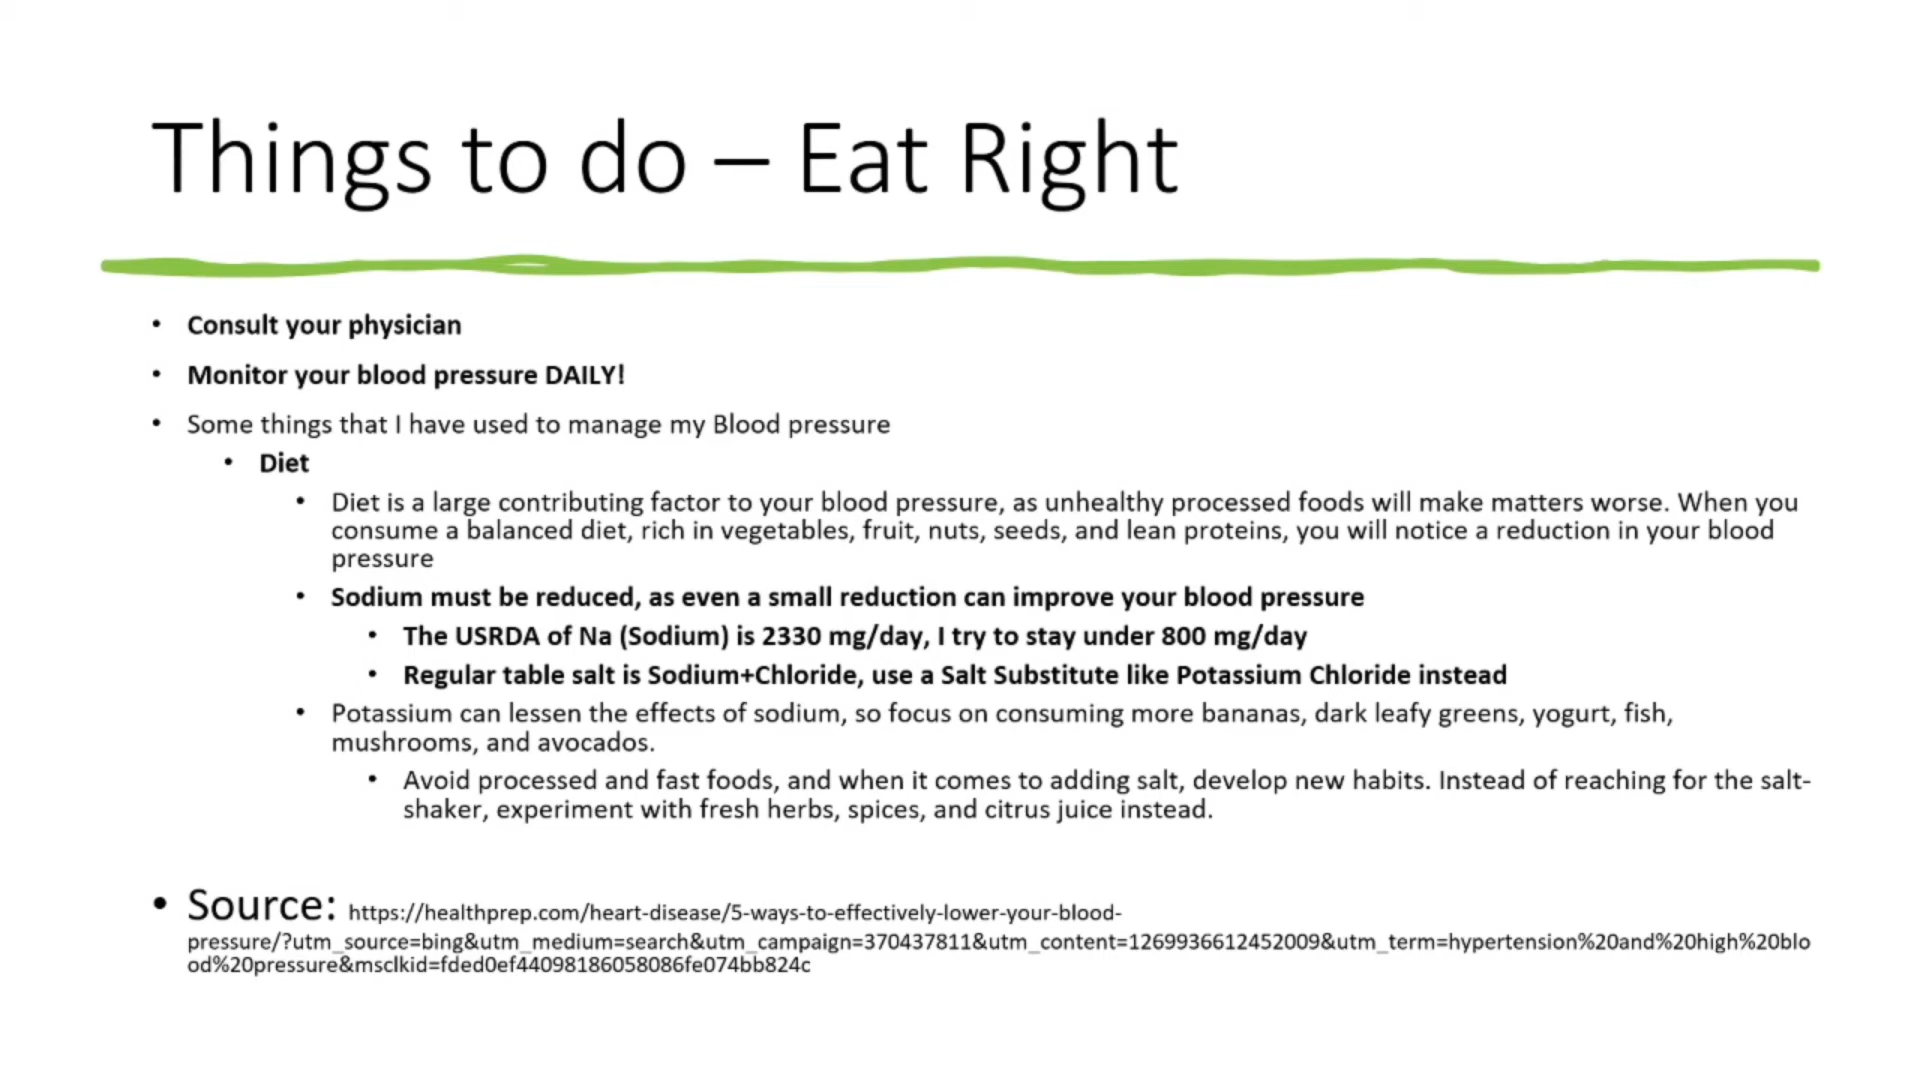 Things to do – Eat Right
• Consult your physician
• Monitor your blood pressure DAILY!
• Some things that I have used to manage my Blood pressure
• Diet
• Diet is a large contributing factor to your blood pressure, as unhealthy processed foods will make matters worse. When you
consume a balanced diet, rich in vegetables, fruit, nuts, seeds, and lean proteins, you will notice a reduction in your blood
pressure
• Sodium must be reduced, as even a small reduction can improve your blood pressure
• The USRDA of Na (Sodium) is 2330 mg/day, I try to stay under 800 mg/day
• Regular table salt is Sodium+Chloride, use a Salt Substitute like Potassium Chloride instead
• Potassium can lessen the effects of sodium, so focus on consuming more bananas, dark leafy greens, yogurt, fish,
mushrooms, and avocados.
• Avoid processed and fast foods, and when it comes to adding salt, develop new habits. Instead of reaching for the salt-
shaker, experiment with fresh herbs, spices, and citrus juice instead.
• Source: https://healthprep.com/heart-disease/5-ways-to-effectively-lower-your-blood-
pressure/?utm_source=bing&utm_medium=search&utm_campaign=370437811&utm_content=1269936612452009&utm_term=hypertension%20and%20high%20blo
od%20pressure&msclkid=fded0ef44098186058086fe074bb824c